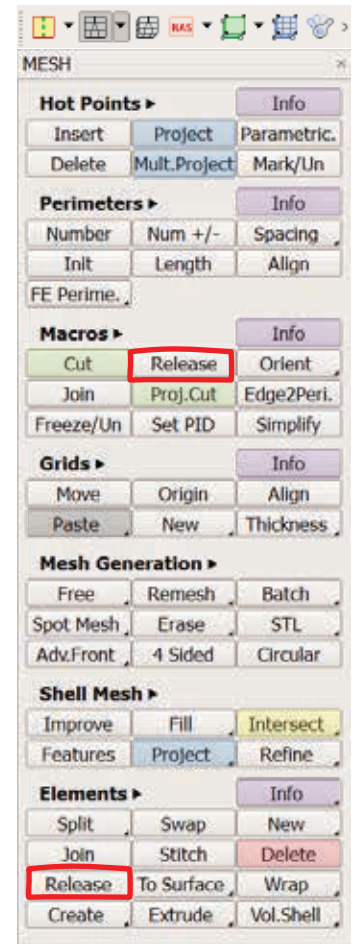 NAS
MESH
Hot Points Info
Insert Project Parametric.
Delete Mult.Project Mark/Un
Perimeters Info
Number Num +/- Spacing
Init Length Align
FE Perime.
Macros Info
Cut Release Orient
Join Proj.Cut Edge2Peri.
Freeze/Un Set PID Simplify
Grids Info
Move Origin Align
Paste New Thickness
Mesh Generation
Free Remesh Batch
Spot Mesh Erase STL
Adv.Front 4 Sided Circular
Shell Mesh
Improve Fill Intersect
Features Project Refine
Elements Info
Split Swap New
Join Stitch Delete
Release To Surface Wrap
Create Extrude Vol.Shell